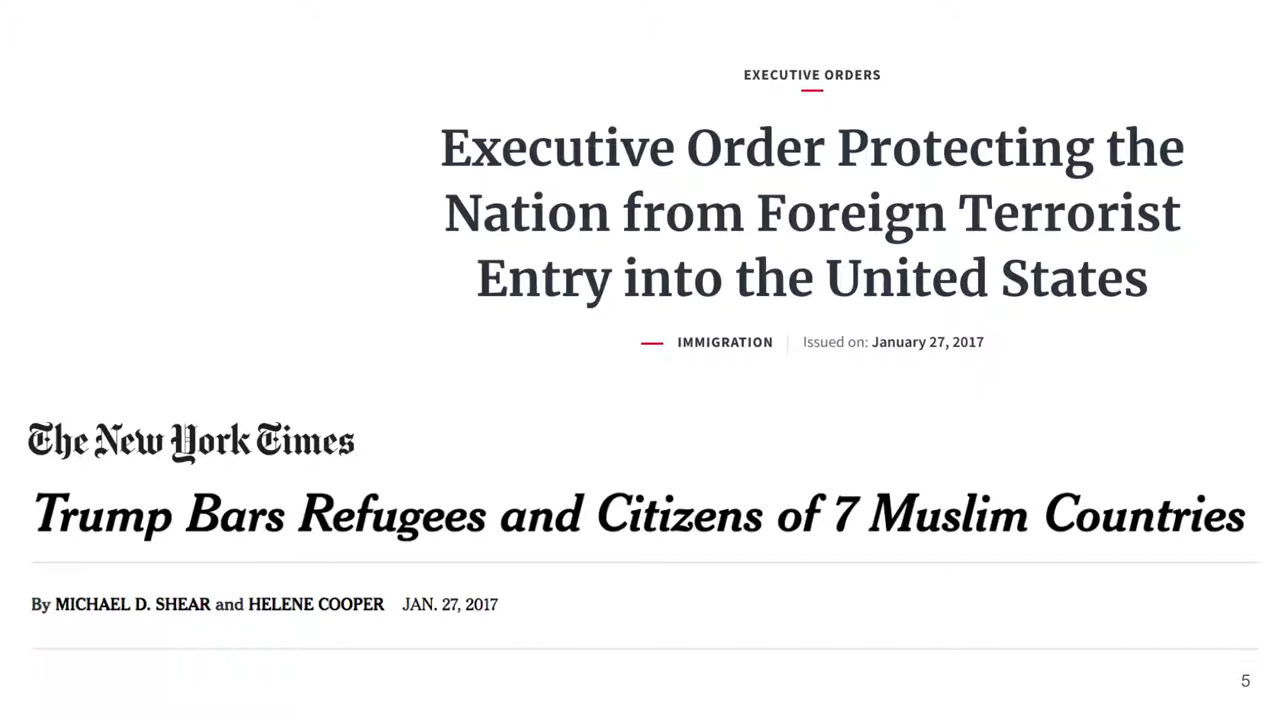 EXECUTIVE ORDERS
Executive Order Protecting the
Nation from Foreign Terrorist
Entry into the United States
IMMIGRATION Issued on: January 27, 2017
The New York Times
Trump Bars Refugees and Citizens of 7 Muslim Countries
By MICHAEL D. SHEAR and HELENE COOPER JAN. 27, 2017
5